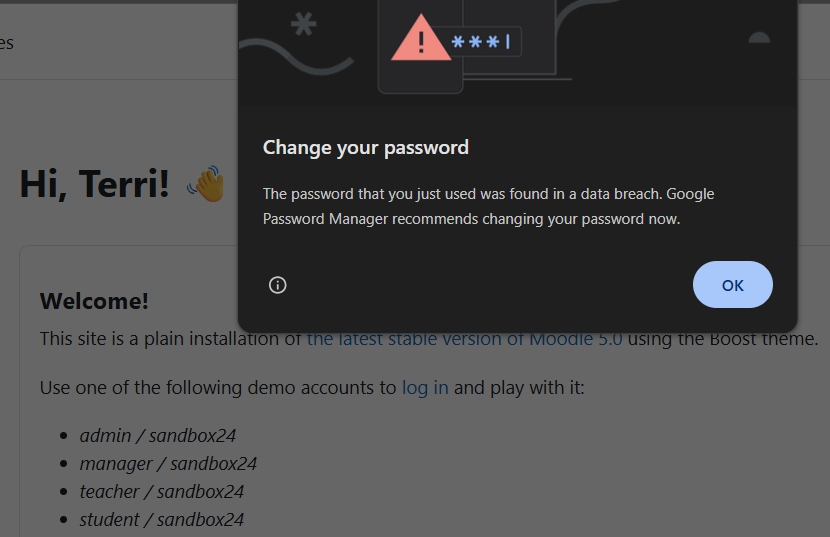 es
***|
Change your password
The password that you just used was found in a data breach. Google
Password Manager recommends changing your password now.
OK
Hi, Terri! 👋
Welcome!
This site is a plain installation of the latest stable version of Moodle 5.0 using the Boost theme.
Use one of the following demo accounts to log in and play with it:
• admin / sandbox24
• manager / sandbox24
• teacher / sandbox24
• student / sandbox24